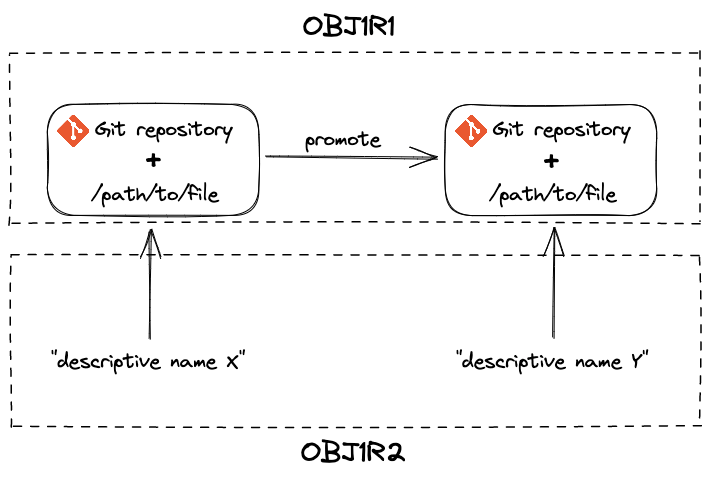 OBJ1R1
Git repository
+
/path/to/file
promote
Git repository
+
/path/to/file
"descriptive name X"
"descriptive name Y"
OBJ1R2